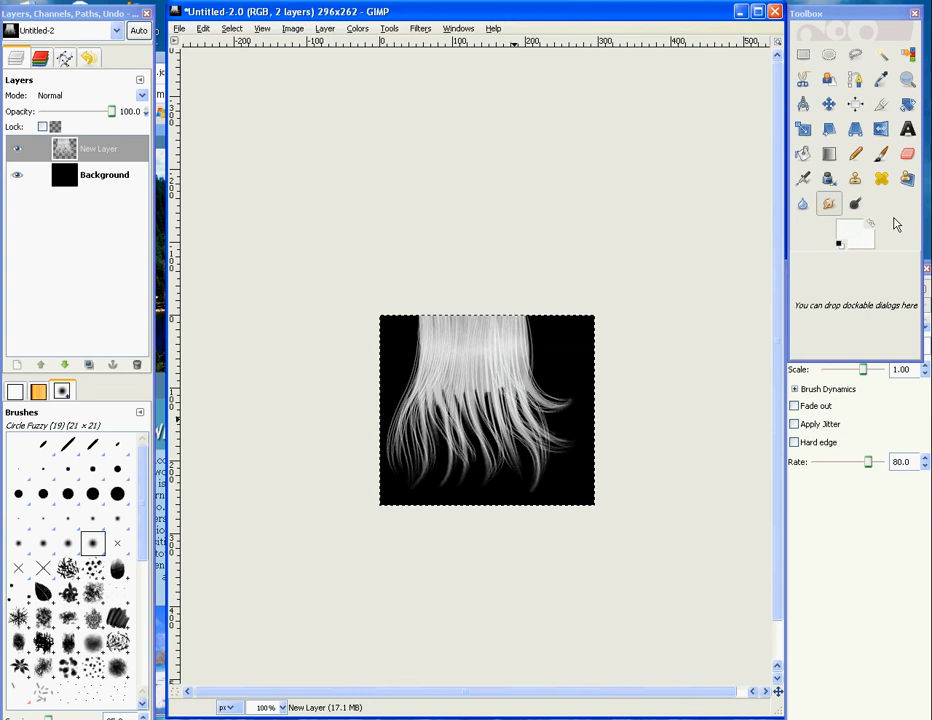 Layers, Channels, Paths, Undo -
Untitled-2
Auto
Layers
Mode: Normal
Opacity: 100.0
Lock:
New Layer
Background
Brushes
Circle Fuzzy (19) (21 × 21)
*Untitled-2.0 (RGB, 2 layers) 296x262 - GIMP
File Edit Select View Image Layer Colors Tools Filters Windows Help
-200 -100 0 100 200 300 400 500
px 100% New Layer (17.1 MB)
Toolbox
You can drop dockable dialogs here
Scale: 1.00
Brush Dynamics
Fade out
Apply Jitter
Hard edge
Rate: 80.0